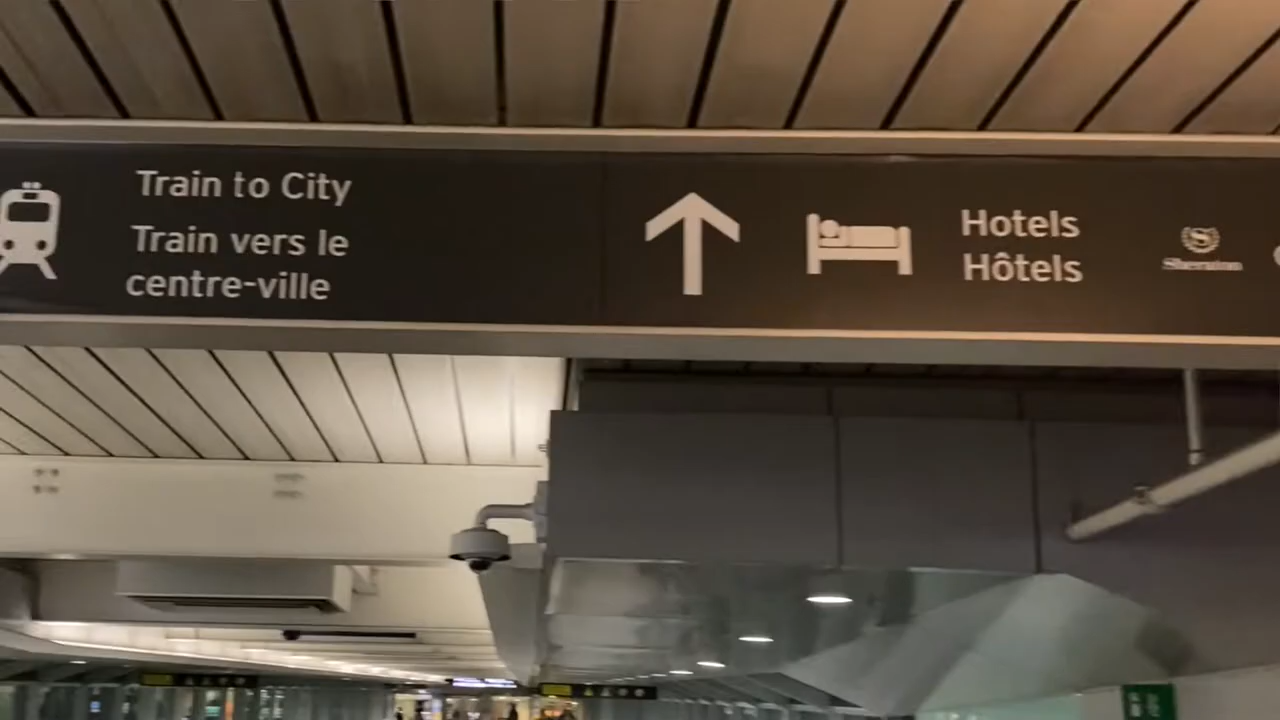 Train to City
Train vers le
centre-ville
Hotels
Hôtels
Sheraton